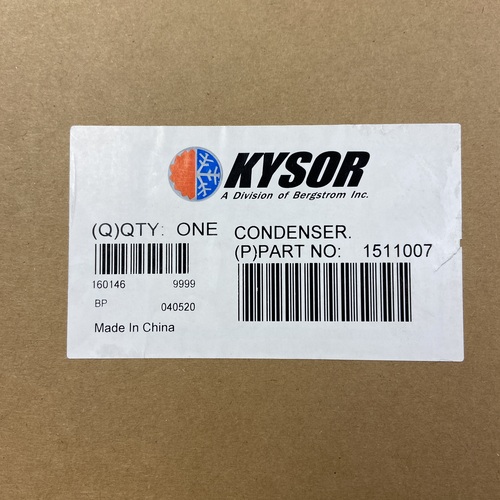 KYSOR
A Division of Bergstrom Inc.
(Q)QTY: ONE
CONDENSER.
(P)PART NO: 1511007
160146 9999
BP 040520
Made In China